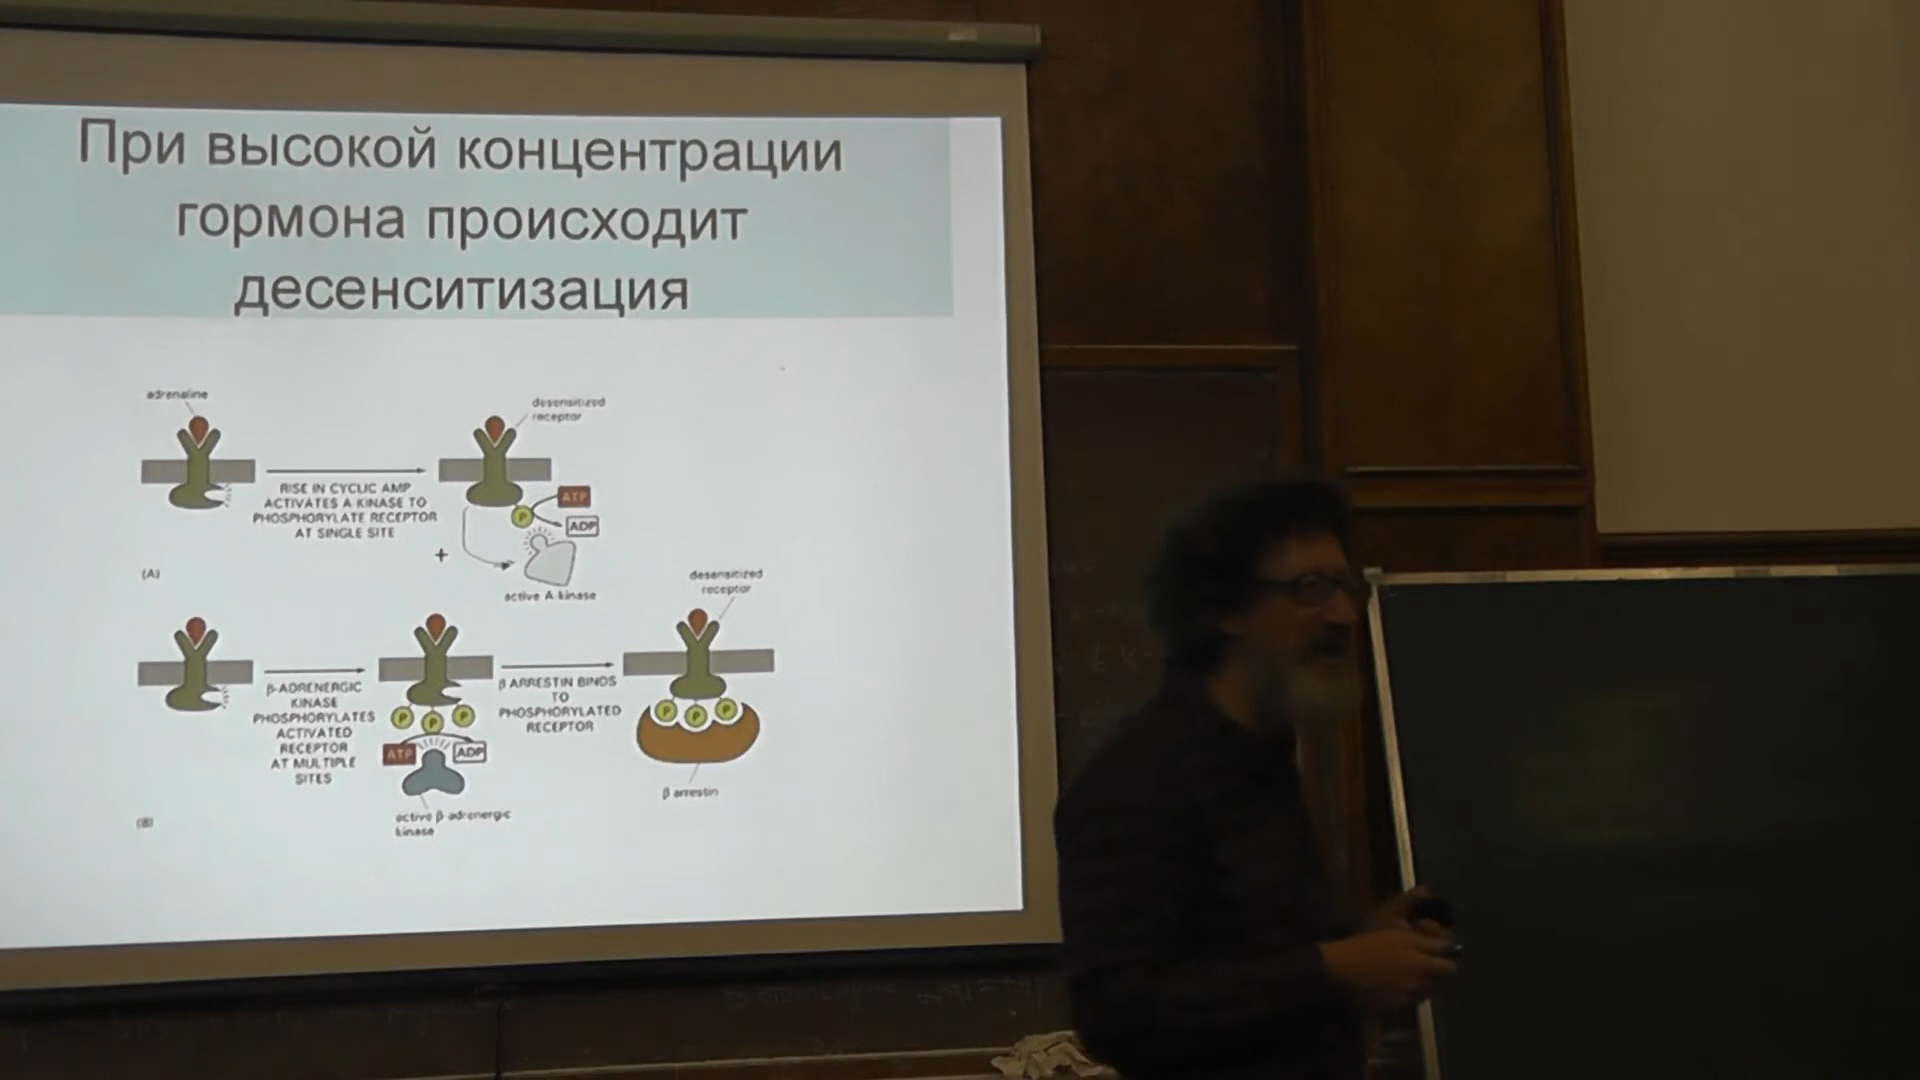 При высокой концентрации
гормона происходит
десенситизация
adrenaline
desensitized
receptor
RISE IN CYCLIC AMP
ACTIVATES A KINASE TO
PHOSPHORYLATE RECEPTOR
AT SINGLE SITE
ATP
P
ADP
+
active A-kinase
(A)
desensitized
receptor
β-ADRENERGIC
KINASE
PHOSPHORYLATES
ACTIVATED
RECEPTOR
AT MULTIPLE
SITES
P P P
ATP ADP
active β-adrenergic
kinase
β ARRESTIN BINDS
TO
PHOSPHORYLATED
RECEPTOR
P P P
β arrestin
(B)